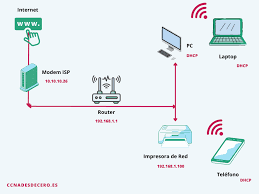 Internet
WWW.
PC
DHCP
Laptop
DHCP
Modem ISP
10.10.10.26
Router
192.168.1.1
Impresora de Red
192.168.1.100
Teléfono
DHCP
CCNADESDECERO.ES